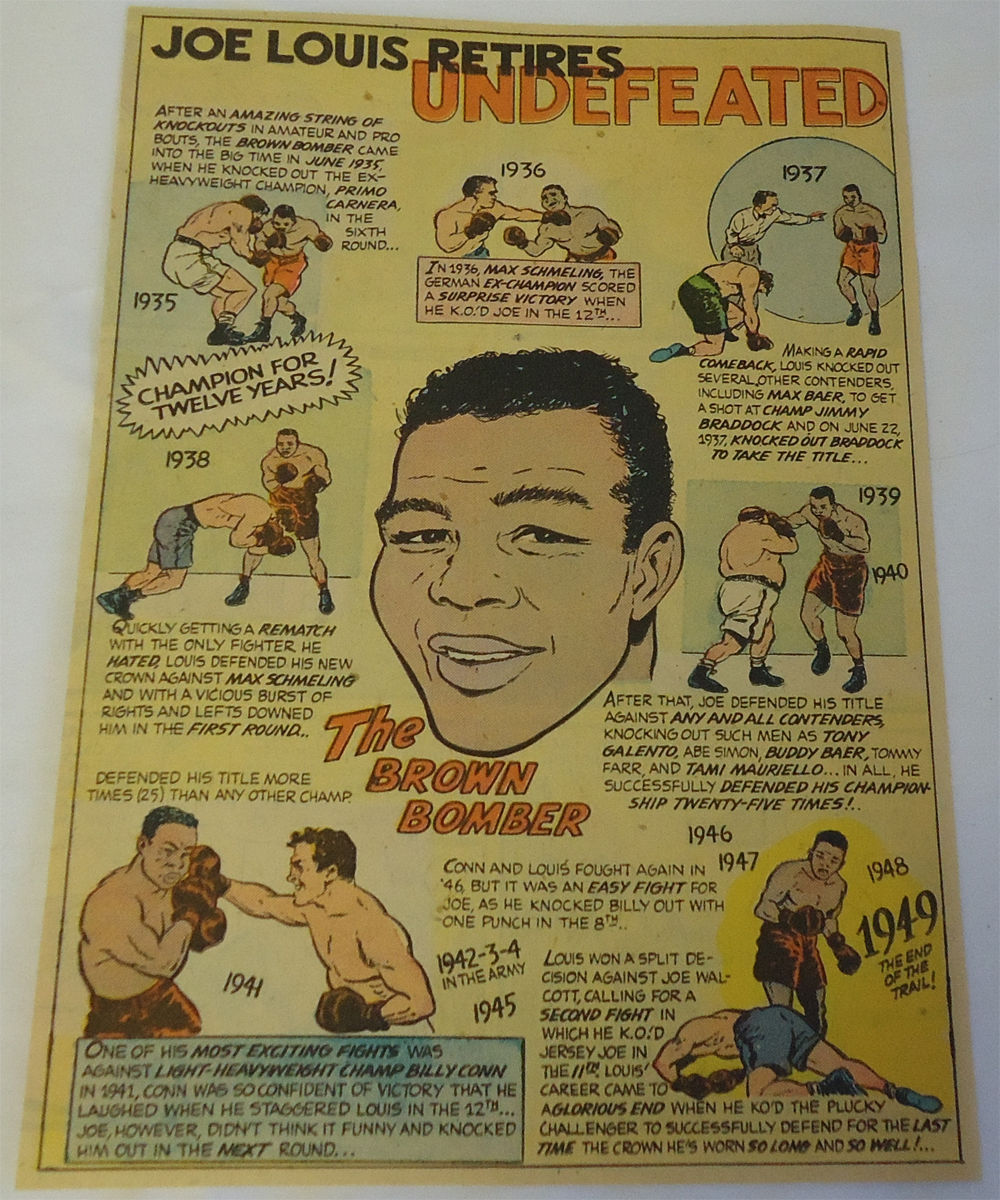 JOE LOUIS RETIRES
UNDEFEATED
AFTER AN AMAZING STRING OF
KNOCKOUTS IN AMATEUR AND PRO
BOUTS, THE BROWN BOMBER CAME
INTO THE BIG TIME IN JUNE 1935,
WHEN HE KNOCKED OUT THE EX-
HEAVYWEIGHT CHAMPION, PRIMO
CARNERA,
IN THE
SIXTH
ROUND...
1935
1936
IN 1936, MAX SCHMELING, THE
GERMAN EX-CHAMPION SCORED
A SURPRISE VICTORY WHEN
HE K.O.'D JOE IN THE 12TH...
1937
MAKING A RAPID
COMEBACK, LOUIS KNOCKED OUT
SEVERAL OTHER CONTENDERS,
INCLUDING MAX BAER, TO GET
A SHOT AT CHAMP JIMMY
BRADDOCK AND ON JUNE 22,
1937, KNOCKED OUT BRADDOCK
TO TAKE THE TITLE...
CHAMPION FOR
TWELVE YEARS!
1938
QUICKLY GETTING A REMATCH
WITH THE ONLY FIGHTER HE
HATED, LOUIS DEFENDED HIS NEW
CROWN AGAINST MAX SCHMELING
AND WITH A VICIOUS BURST OF
RIGHTS AND LEFTS DOWNED
HIM IN THE FIRST ROUND...
1939
1940
AFTER THAT, JOE DEFENDED HIS TITLE
AGAINST ANY AND ALL CONTENDERS,
KNOCKING OUT SUCH MEN AS TONY
GALENTO, ABE SIMON, BUDDY BAER, TOMMY
FARR, AND TAMI MAURIELLO... IN ALL, HE
SUCCESSFULLY DEFENDED HIS CHAMPION-
SHIP TWENTY-FIVE TIMES!..
The
BROWN
BOMBER
DEFENDED HIS TITLE MORE
TIMES (25) THAN ANY OTHER CHAMP.
1941
ONE OF HIS MOST EXCITING FIGHTS WAS
AGAINST LIGHT-HEAVYWEIGHT CHAMP BILLY CONN
IN 1941, CONN WAS SO CONFIDENT OF VICTORY THAT HE
LAUGHED WHEN HE STAGGERED LOUIS IN THE 12TH...
JOE, HOWEVER, DIDN'T THINK IT FUNNY AND KNOCKED
HIM OUT IN THE NEXT ROUND...
1942-3-4
IN THE ARMY
1945
CONN AND LOUIS FOUGHT AGAIN IN
'46, BUT IT WAS AN EASY FIGHT FOR
JOE, AS HE KNOCKED BILLY OUT WITH
ONE PUNCH IN THE 8TH...
1946
1947
1948
1949
THE END
OF THE
TRAIL!
LOUIS WON A SPLIT DE-
CISION AGAINST JOE WAL-
COTT, CALLING FOR A
SECOND FIGHT IN
WHICH HE K.O.'D
JERSEY JOE IN
THE 11TH. LOUIS'
CAREER CAME TO
A GLORIOUS END WHEN HE KO'D THE PLUCKY
CHALLENGER TO SUCCESSFULLY DEFEND FOR THE LAST
TIME THE CROWN HE'S WORN SO LONG AND SO WELL!...